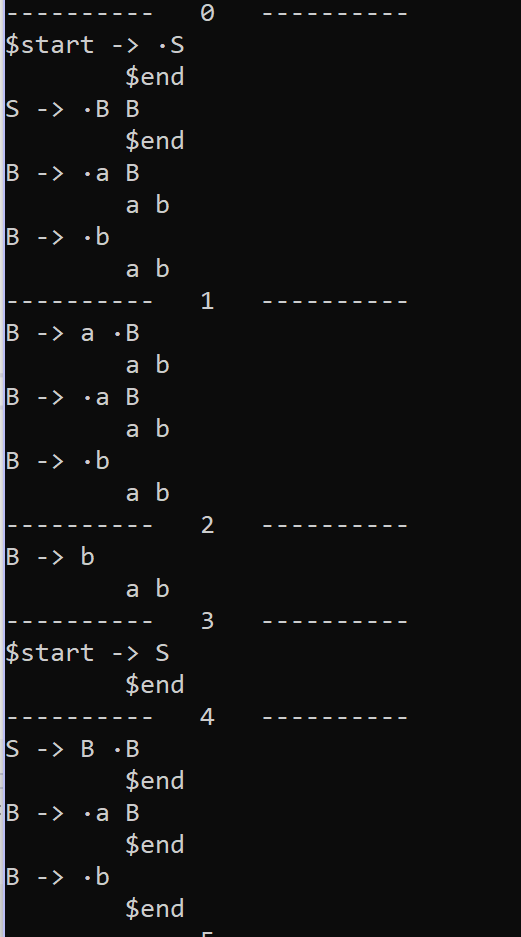 ----------   0   ----------
$start -> ·S
        $end
S -> ·B B
        $end
B -> ·a B
        a b
B -> ·b
        a b
----------   1   ----------
B -> a ·B
        a b
B -> ·a B
        a b
B -> ·b
        a b
----------   2   ----------
B -> b
        a b
----------   3   ----------
$start -> S
        $end
----------   4   ----------
S -> B ·B
        $end
B -> ·a B
        $end
B -> ·b
        $end